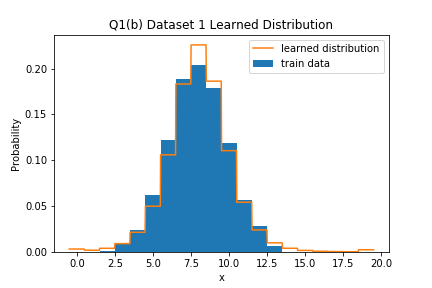 Q1(b) Dataset 1 Learned Distribution
learned distribution
train data
Probability
0.20
0.15
0.10
0.05
0.00
0.0 2.5 5.0 7.5 10.0 12.5 15.0 17.5 20.0
x